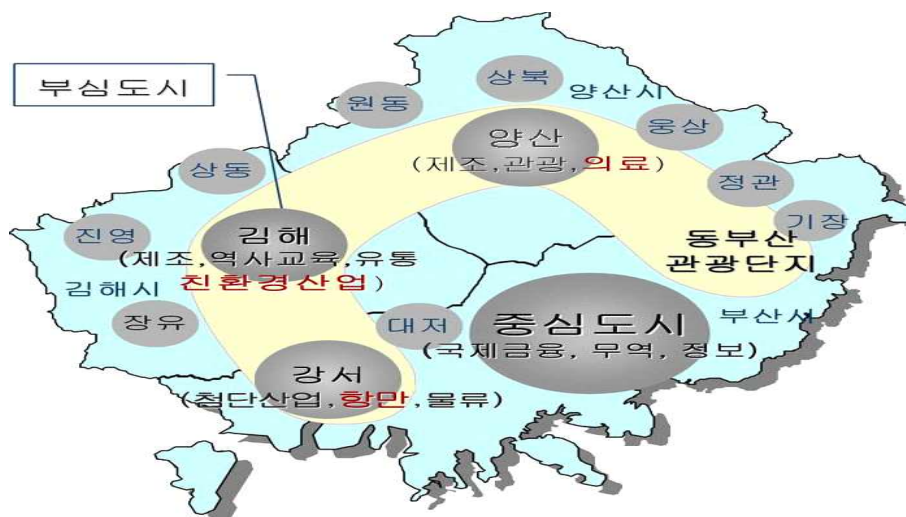 부심도시
상북
양산시
원동
웅상
양산
(제조,관광,의료)
상동
정관
기장
진영
김해
(제조,역사교육,유통
친환경산업)
동부산
관광단지
김해시
장유
대저
중심도시
(국제금융, 무역, 정보)
부산시
강서
(첨단산업,항만,물류)